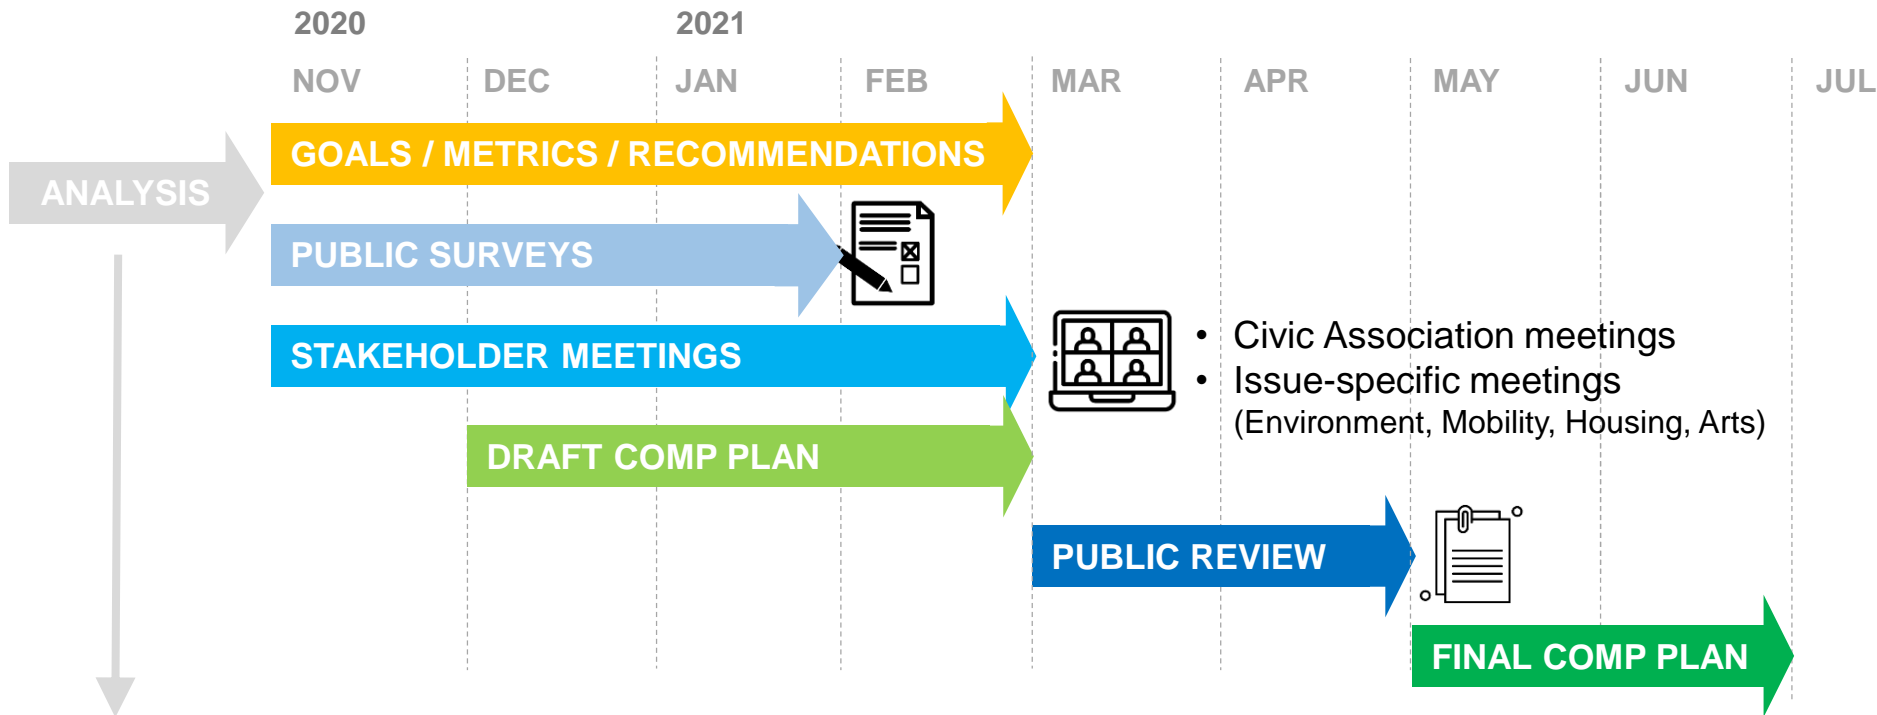 2020 2021
NOV DEC JAN FEB MAR APR MAY JUN JUL
GOALS / METRICS / RECOMMENDATIONS
ANALYSIS
PUBLIC SURVEYS
STAKEHOLDER MEETINGS
• Civic Association meetings
• Issue-specific meetings
(Environment, Mobility, Housing, Arts)
DRAFT COMP PLAN
PUBLIC REVIEW
FINAL COMP PLAN